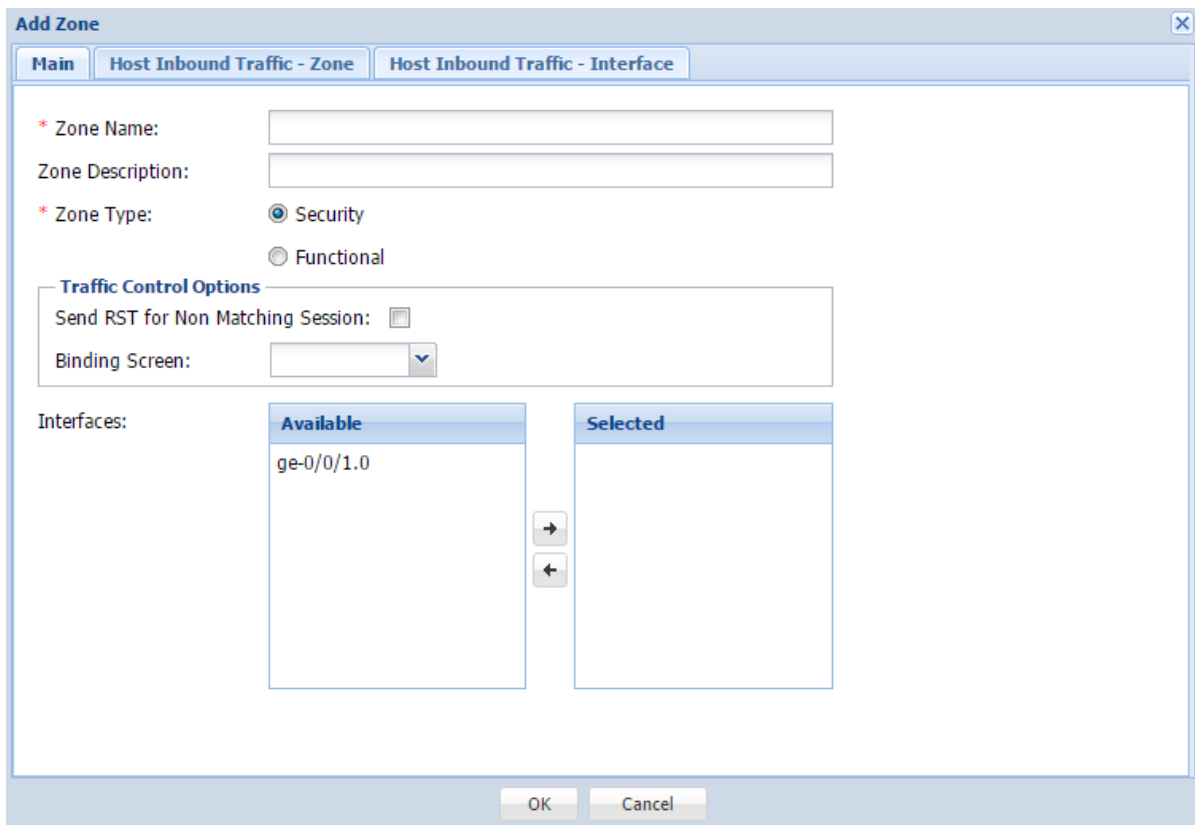 Add Zone
Main
Host Inbound Traffic - Zone
Host Inbound Traffic - Interface
* Zone Name:
Zone Description:
* Zone Type:
Security
Functional
Traffic Control Options
Send RST for Non Matching Session:
Binding Screen:
Interfaces:
Available
Selected
ge-0/0/1.0
OK
Cancel